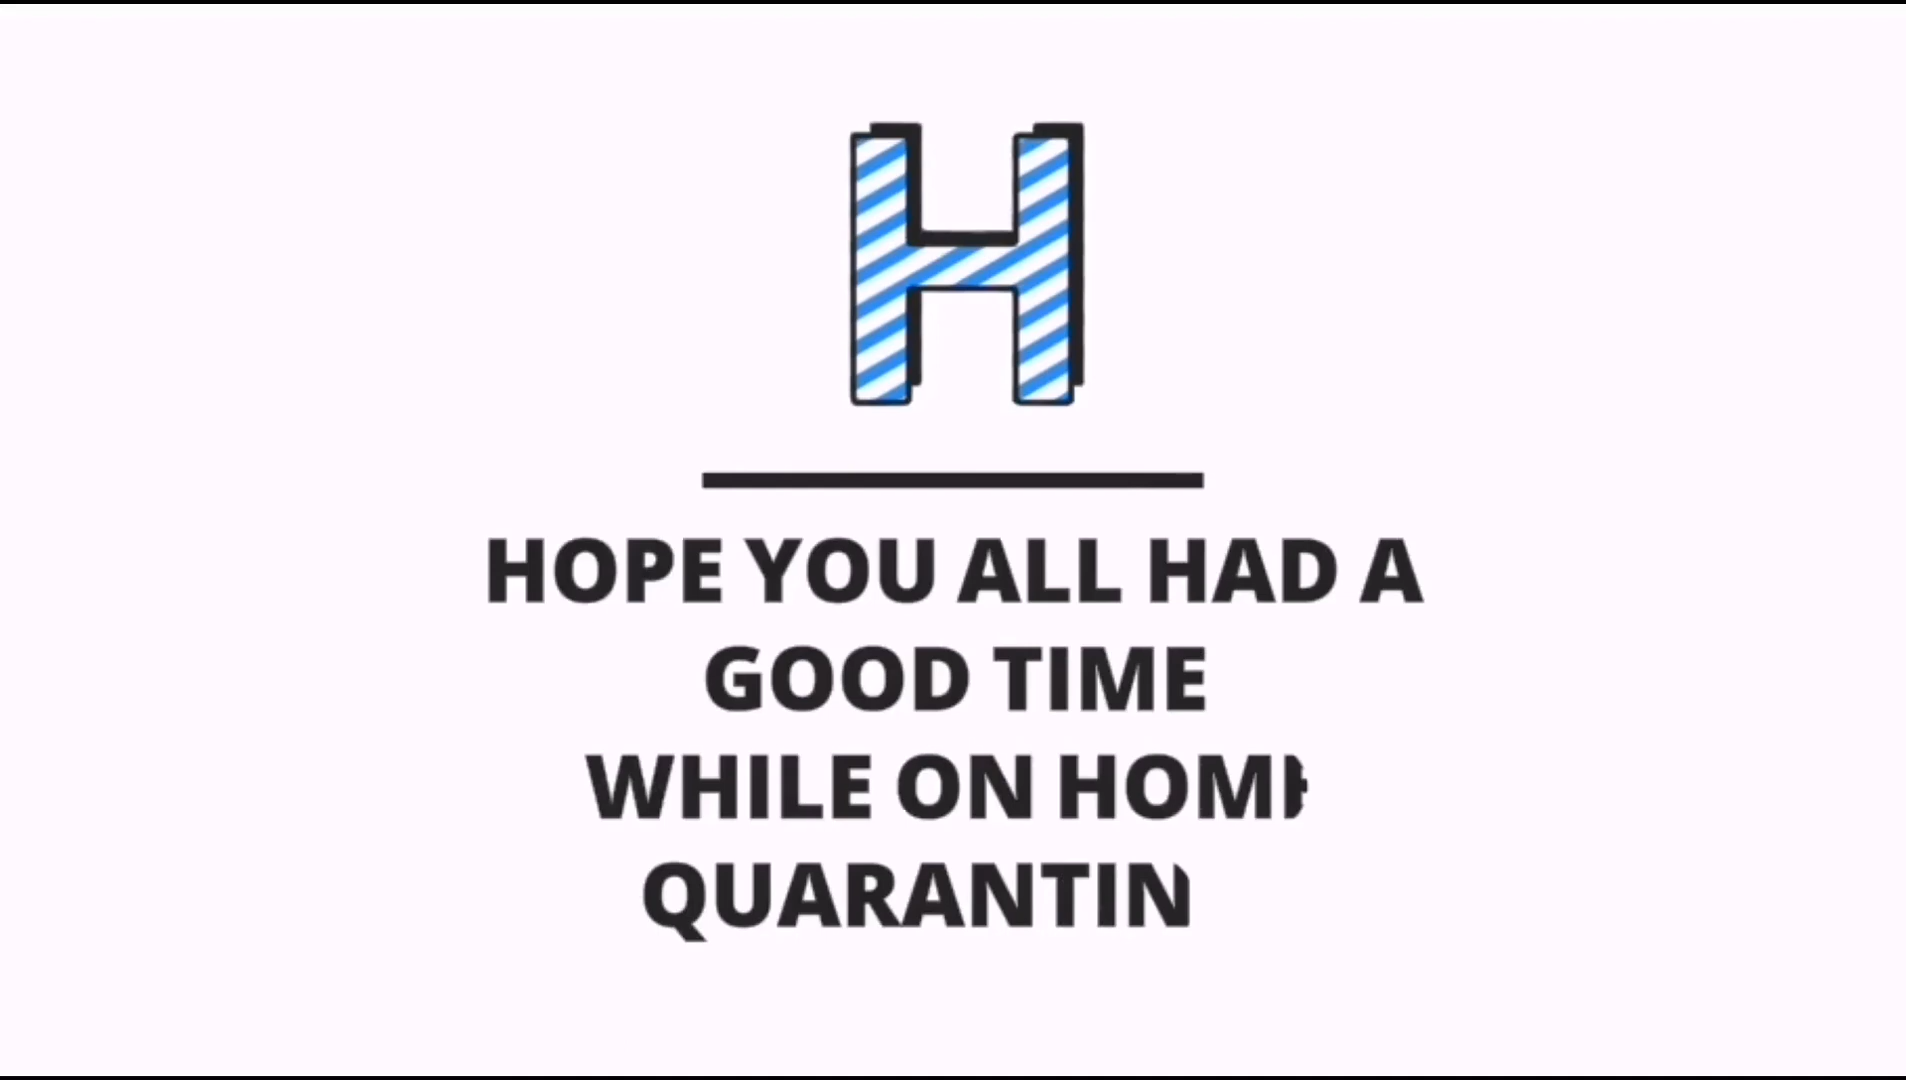 H
HOPE YOU ALL HAD A
GOOD TIME
WHILE ON HOM
QUARANTIN